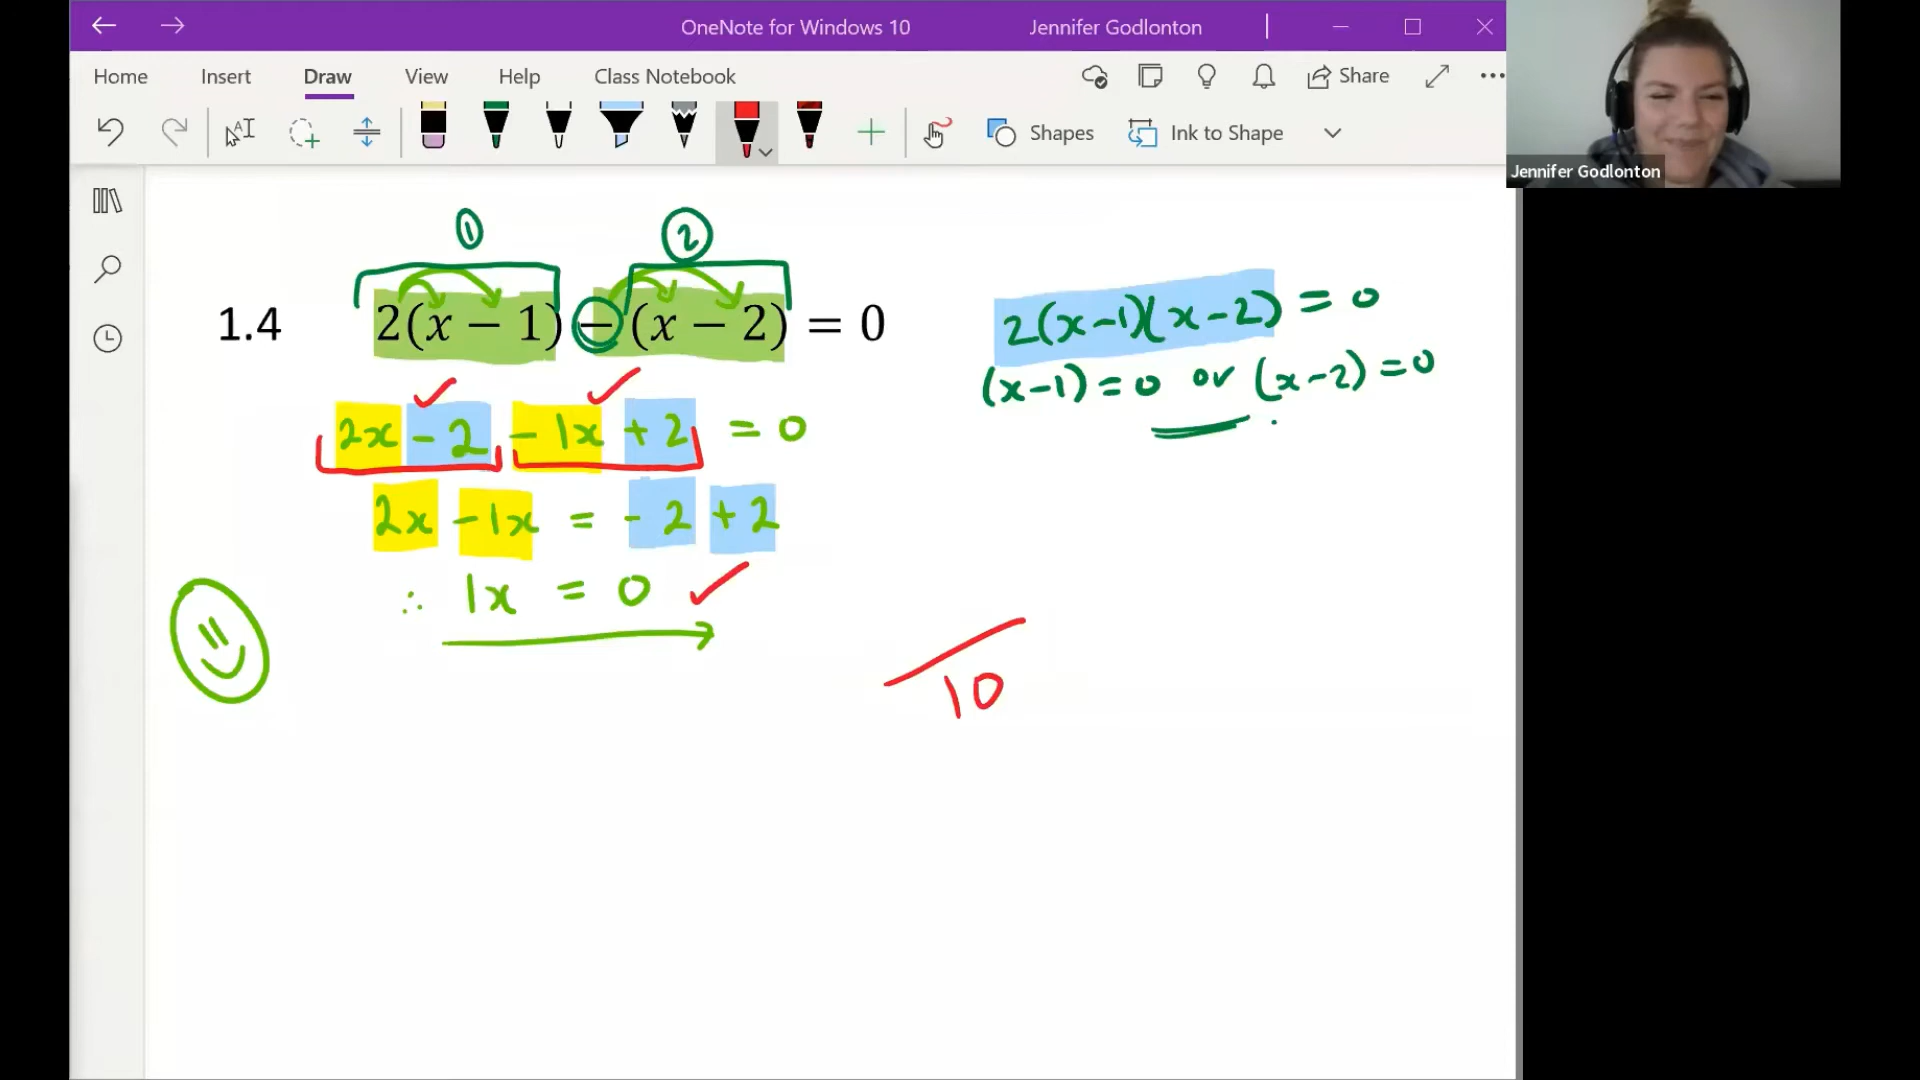 OneNote for Windows 10 Jennifer Godlonton
Home Insert Draw View Help Class Notebook Share
Shapes Ink to Shape
Jennifer Godlonton
① ②
1.4 2(x − 1) − (x − 2) = 0
2x - 2 - 1x + 2 = 0
2x - 1x = - 2 + 2
∴ 1x = 0
10
2(x-1)(x-2) = 0
(x-1) = 0 or (x-2) = 0